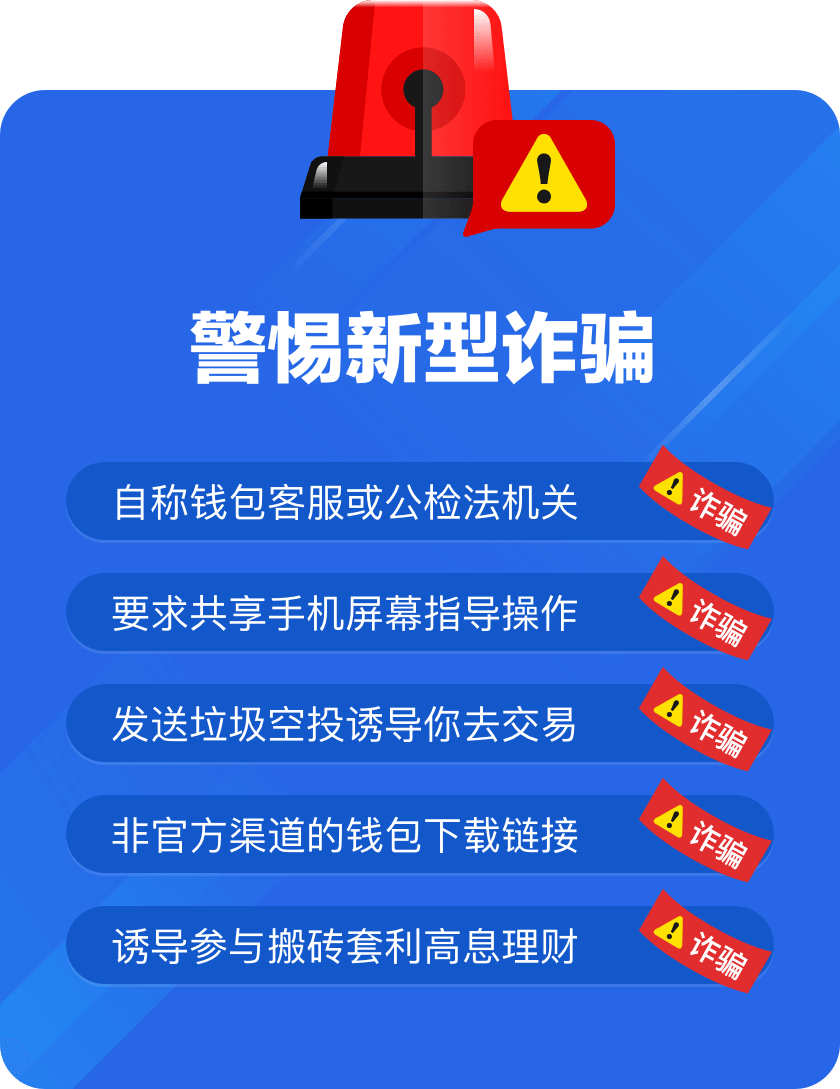 警惕新型诈骗
自称钱包客服或公检法机关
诈骗
要求共享手机屏幕指导操作
诈骗
发送垃圾空投诱导你去交易
诈骗
非官方渠道的钱包下载链接
诈骗
诱导参与搬砖套利高息理财
诈骗